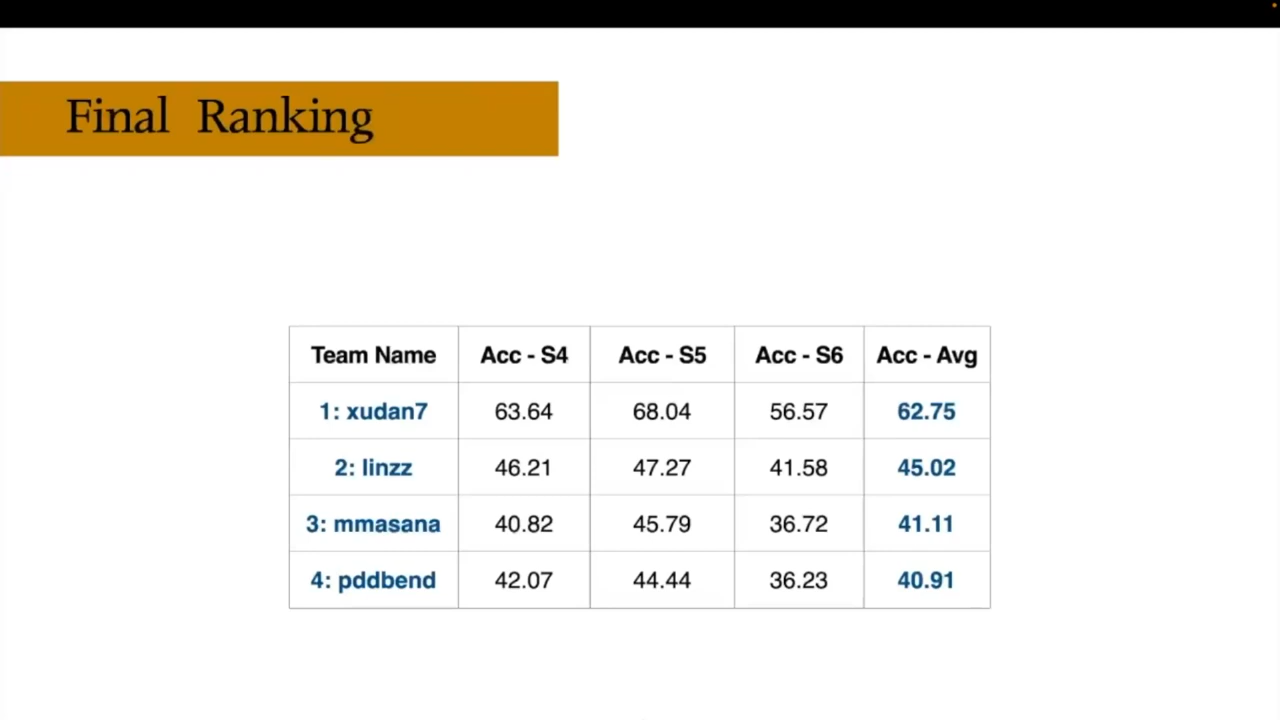 Final Ranking
Team Name Acc - S4 Acc - S5 Acc - S6 Acc - Avg
1: xudan7 63.64 68.04 56.57 62.75
2: linzz 46.21 47.27 41.58 45.02
3: mmasana 40.82 45.79 36.72 41.11
4: pddbend 42.07 44.44 36.23 40.91